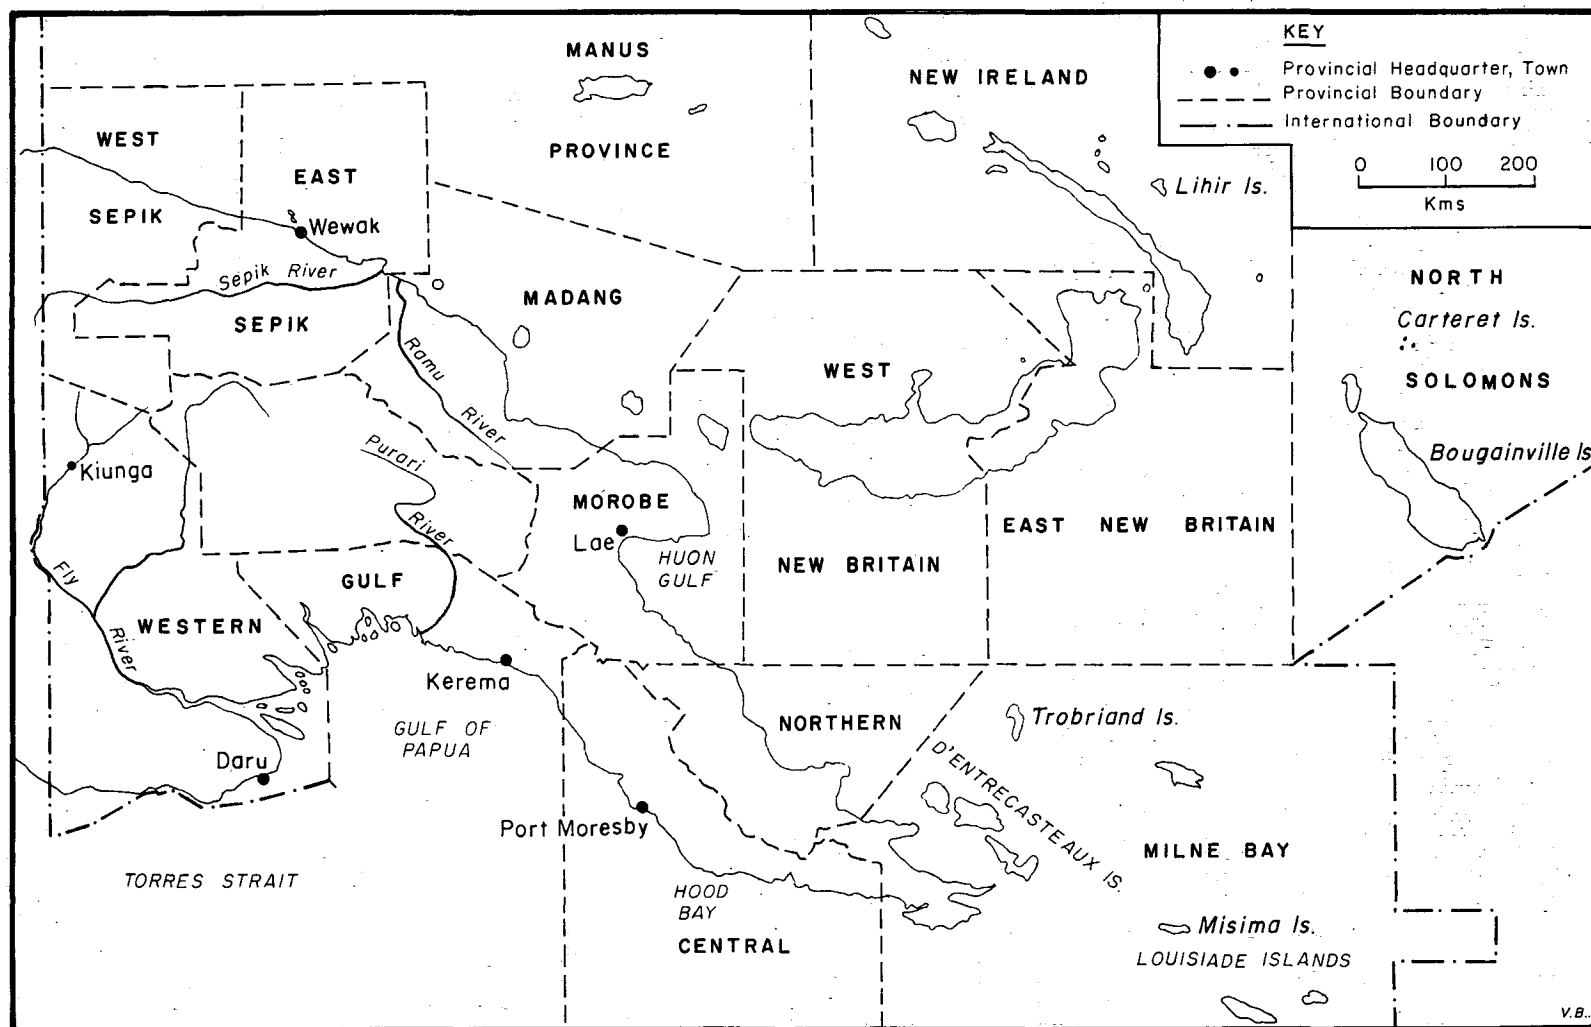 KEY
Provincial Headquarter, Town
Provincial Boundary
International Boundary
0 100 200
Kms
MANUS
PROVINCE
NEW IRELAND
Lihir Is.
WEST
SEPIK
EAST
SEPIK
Wewak
Sepik River
MADANG
Ramu River
NORTH
SOLOMONS
Carteret Is.
Bougainville Is
WEST
NEW BRITAIN
EAST NEW BRITAIN
Kiunga
Purari River
MOROBE
Lae
HUON
GULF
Fly River
WESTERN
GULF
Kerema
GULF OF
PAPUA
Daru
NORTHERN
Trobriand Is.
D'ENTRECASTEAUX IS.
Port Moresby
MILNE BAY
TORRES STRAIT
HOOD
BAY
CENTRAL
Misima Is.
LOUISIADE ISLANDS
V.B.